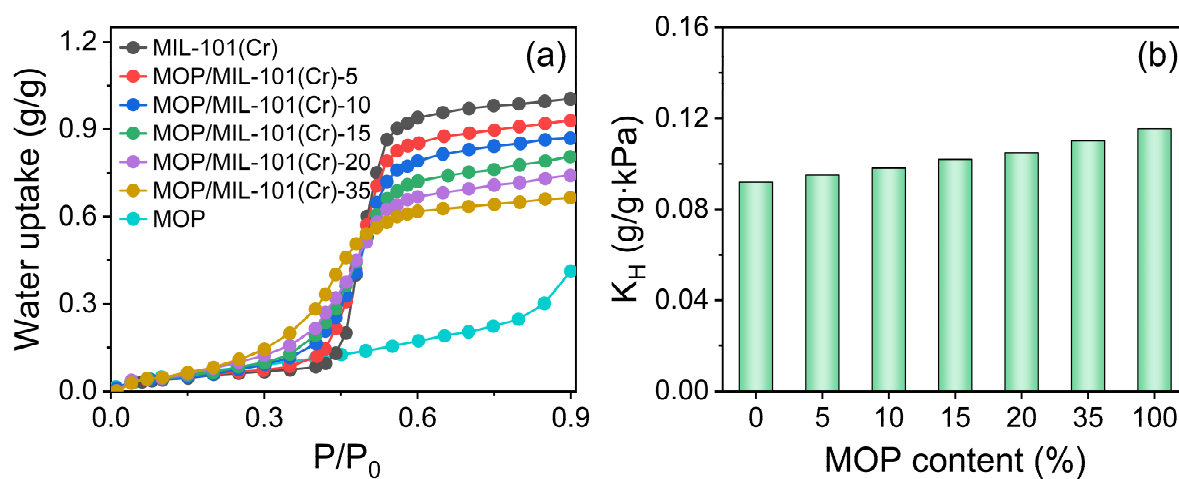 (a)
MIL-101(Cr)
MOP/MIL-101(Cr)-5
MOP/MIL-101(Cr)-10
MOP/MIL-101(Cr)-15
MOP/MIL-101(Cr)-20
MOP/MIL-101(Cr)-35
MOP
Water uptake (g/g)
1.2
0.9
0.6
0.3
0.0
0.0 0.3 0.6 0.9
P/P0
(b)
KH (g/g·kPa)
0.16
0.12
0.08
0.04
0.00
0 5 10 15 20 35 100
MOP content (%)